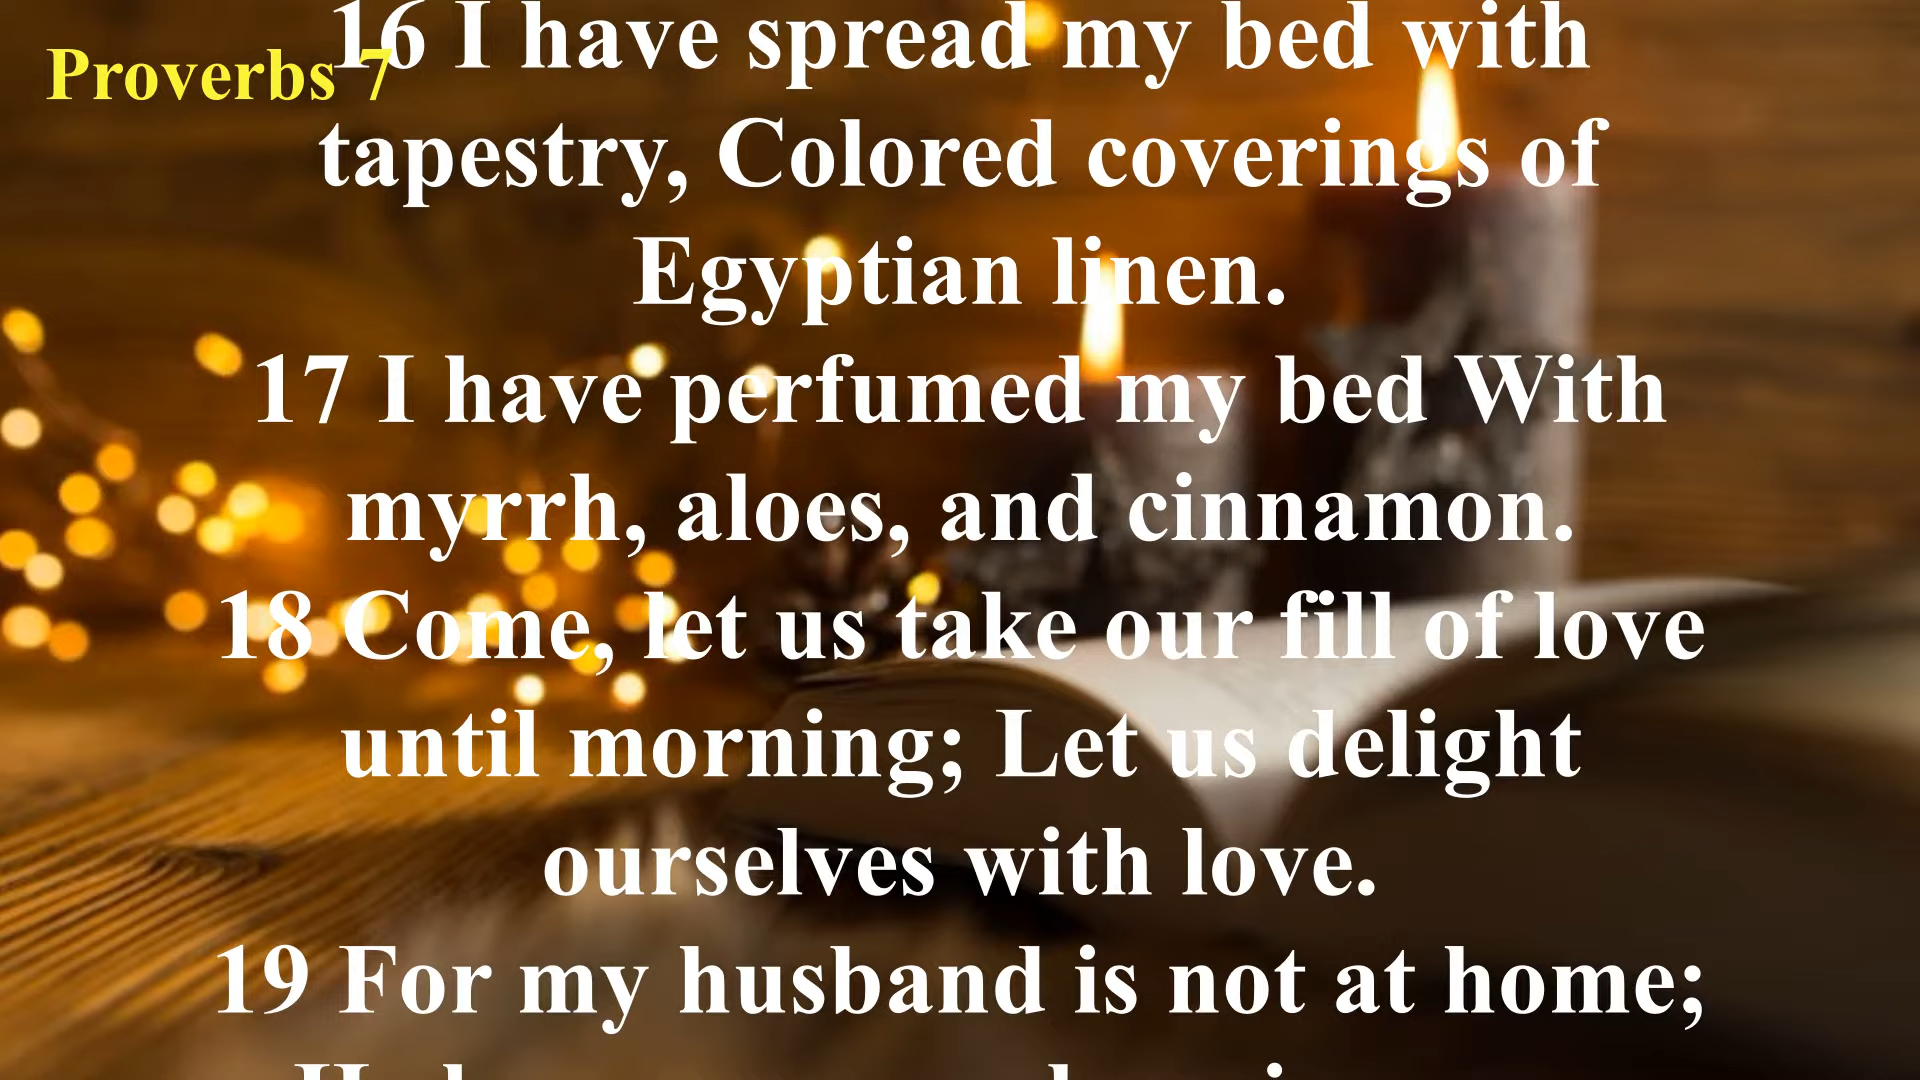 Proverbs 7
16 I have spread my bed with
tapestry, Colored coverings of
Egyptian linen.
17 I have perfumed my bed With
myrrh, aloes, and cinnamon.
18 Come, let us take our fill of love
until morning; Let us delight
ourselves with love.
19 For my husband is not at home;